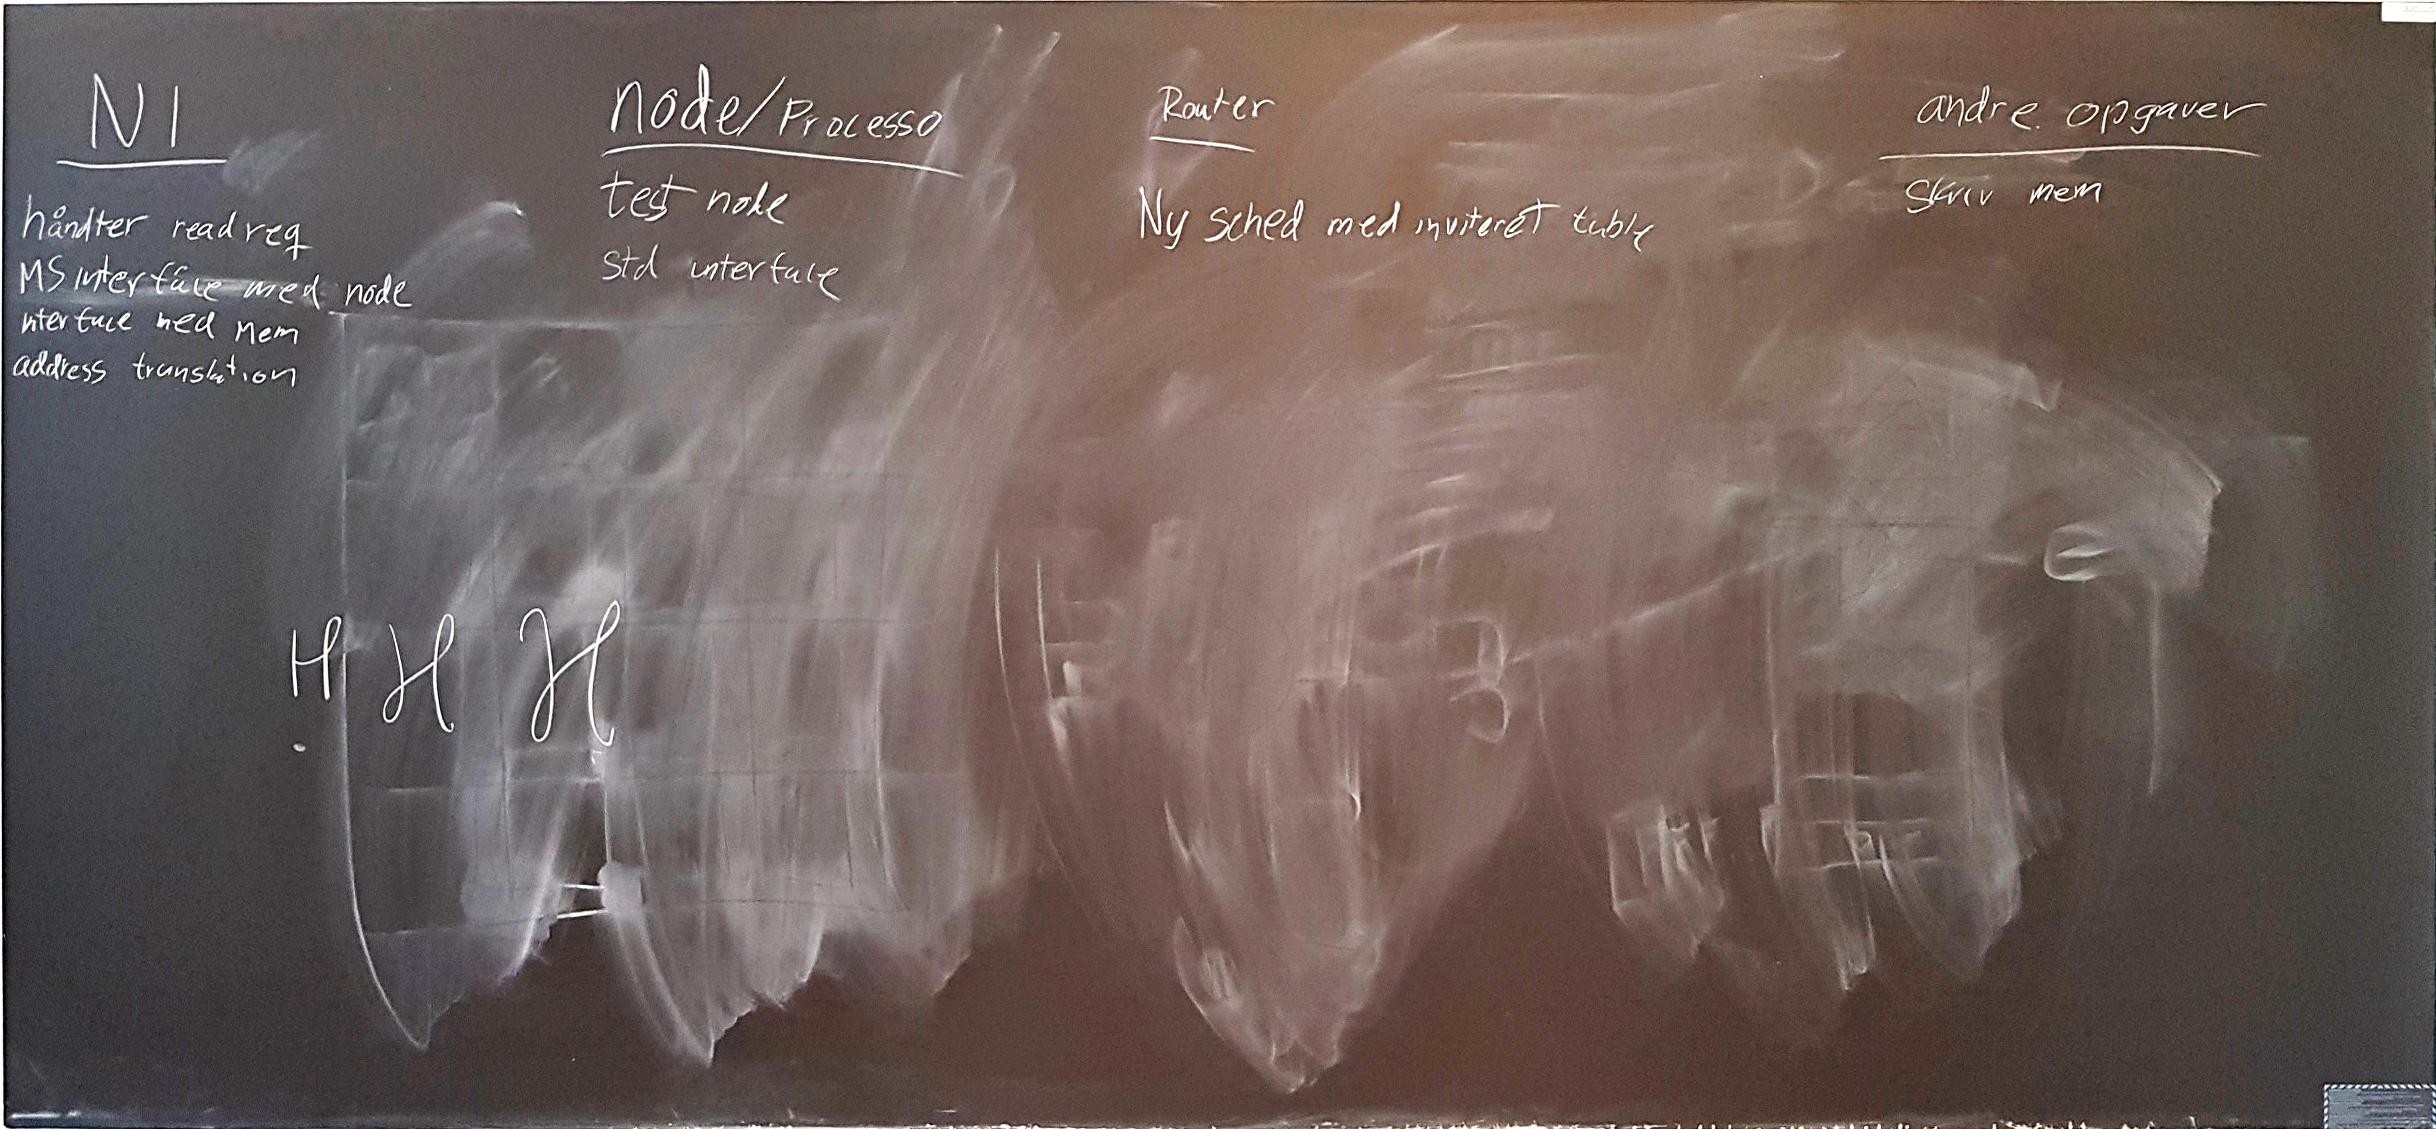 NI
håndter read req
MS interface med node
nterface med Mem
address translation
node/Processo
test node
std interface
Router
Ny sched med inviteret table
andre opgaver
Skriv mem
H H H